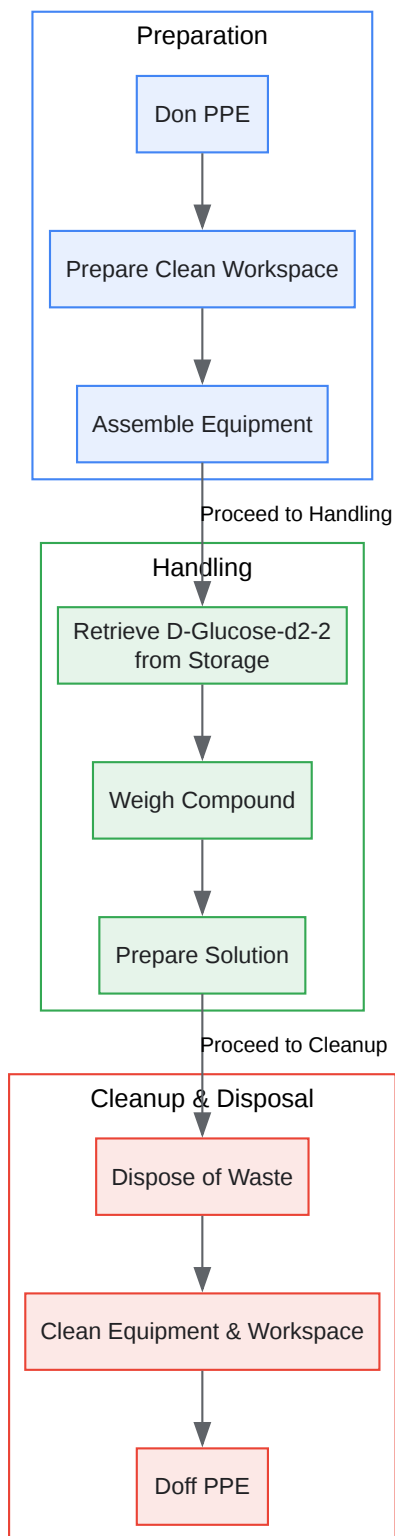 Preparation
Don PPE
Prepare Clean Workspace
Assemble Equipment
Proceed to Handling
Handling
Retrieve D-Glucose-d2-2
from Storage
Weigh Compound
Prepare Solution
Proceed to Cleanup
Cleanup & Disposal
Dispose of Waste
Clean Equipment & Workspace
Doff PPE